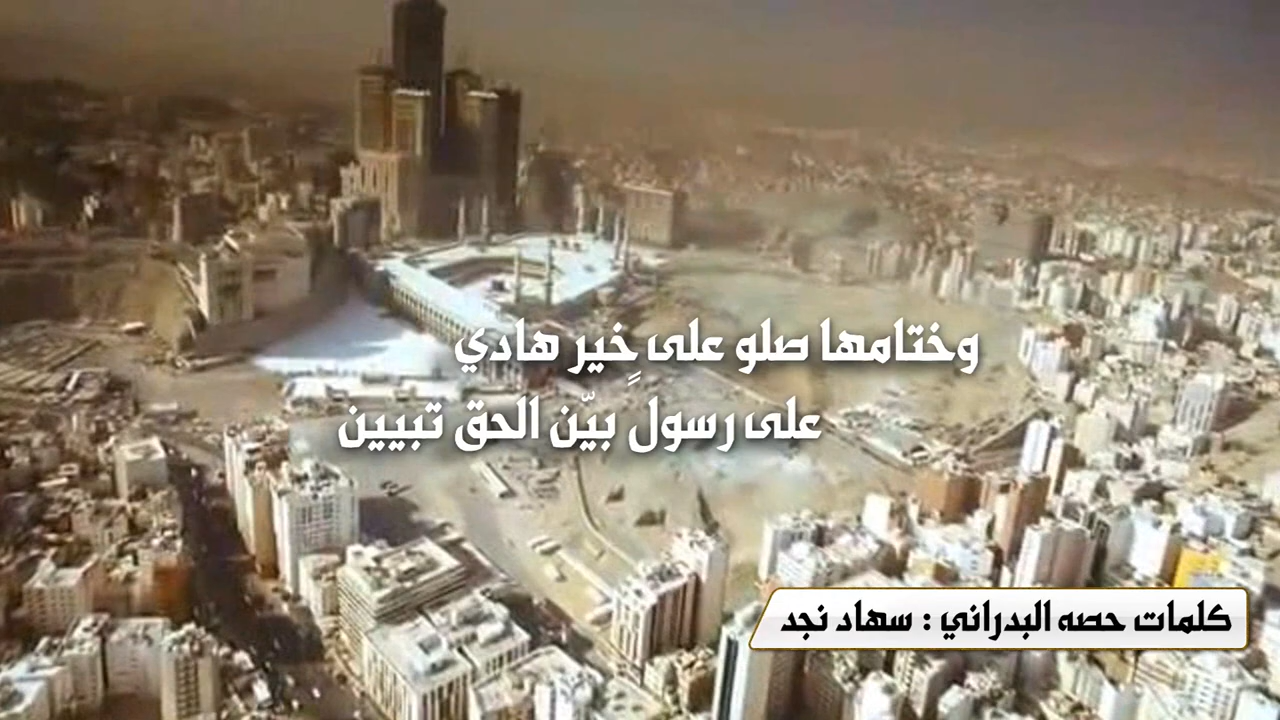 وختامها صلو على خيرٍ هادي
على رسول بيّن الحق تبيين
كلمات حصه البدراني : سهاد نجد